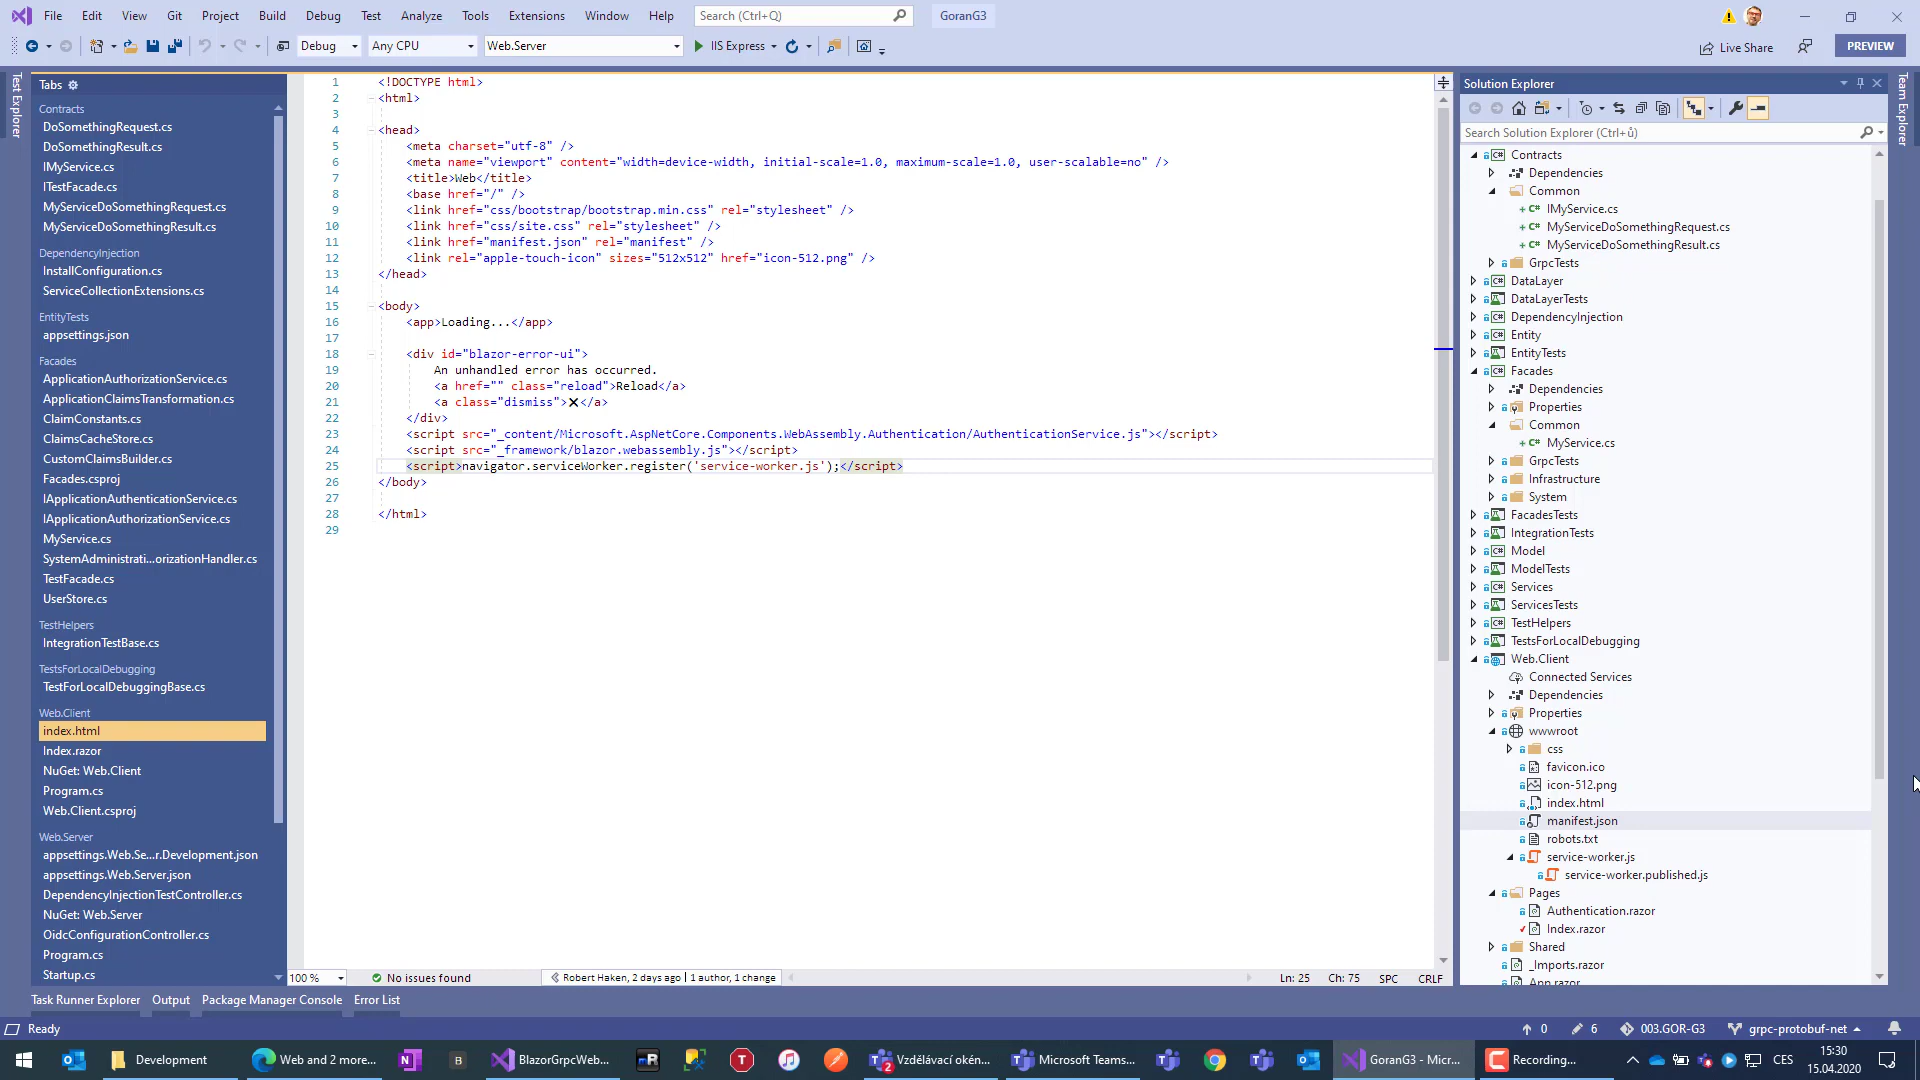 File Edit View Git Project Build Debug Test Analyze Tools Extensions Window Help Search (Ctrl+Q) GoranG3
Debug Any CPU Web.Server IIS Express Live Share PREVIEW
Test Explorer
Tabs
Contracts
DoSomethingRequest.cs
DoSomethingResult.cs
IMyService.cs
ITestFacade.cs
MyServiceDoSomethingRequest.cs
MyServiceDoSomethingResult.cs
DependencyInjection
InstallConfiguration.cs
ServiceCollectionExtensions.cs
EntityTests
appsettings.json
Facades
ApplicationAuthorizationService.cs
ApplicationClaimsTransformation.cs
ClaimConstants.cs
ClaimsCacheStore.cs
CustomClaimsBuilder.cs
Facades.csproj
IApplicationAuthenticationService.cs
IApplicationAuthorizationService.cs
MyService.cs
SystemAdministrati...orizationHandler.cs
TestFacade.cs
UserStore.cs
TestHelpers
IntegrationTestBase.cs
TestsForLocalDebugging
TestForLocalDebuggingBase.cs
Web.Client
index.html
Index.razor
NuGet: Web.Client
Program.cs
Web.Client.csproj
Web.Server
appsettings.Web.Se...r.Development.json
appsettings.Web.Server.json
DependencyInjectionTestController.cs
NuGet: Web.Server
OidcConfigurationController.cs
Program.cs
Startup.cs
1 <!DOCTYPE html>
2 <html>
3
4 <head>
5 <meta charset="utf-8" />
6 <meta name="viewport" content="width=device-width, initial-scale=1.0, maximum-scale=1.0, user-scalable=no" />
7 <title>Web</title>
8 <base href="/" />
9 <link href="css/bootstrap/bootstrap.min.css" rel="stylesheet" />
10 <link href="css/site.css" rel="stylesheet" />
11 <link href="manifest.json" rel="manifest" />
12 <link rel="apple-touch-icon" sizes="512x512" href="icon-512.png" />
13 </head>
14
15 <body>
16 <app>Loading...</app>
17
18 <div id="blazor-error-ui">
19 An unhandled error has occurred.
20 <a href="" class="reload">Reload</a>
21 <a class="dismiss">🗙</a>
22 </div>
23 <script src="_content/Microsoft.AspNetCore.Components.WebAssembly.Authentication/AuthenticationService.js"></script>
24 <script src="_framework/blazor.webassembly.js"></script>
25 <script>navigator.serviceWorker.register('service-worker.js');</script>
26 </body>
27
28 </html>
29
100 % No issues found Robert Haken, 2 days ago | 1 author, 1 change Ln: 25 Ch: 75 SPC CRLF
Solution Explorer
Search Solution Explorer (Ctrl+ů)
Contracts
Dependencies
Common
IMyService.cs
MyServiceDoSomethingRequest.cs
MyServiceDoSomethingResult.cs
GrpcTests
DataLayer
DataLayerTests
DependencyInjection
Entity
EntityTests
Facades
Dependencies
Properties
Common
MyService.cs
GrpcTests
Infrastructure
System
FacadesTests
IntegrationTests
Model
ModelTests
Services
ServicesTests
TestHelpers
TestsForLocalDebugging
Web.Client
Connected Services
Dependencies
Properties
wwwroot
css
favicon.ico
icon-512.png
index.html
manifest.json
robots.txt
service-worker.js
service-worker.published.js
Pages
Authentication.razor
Index.razor
Shared
_Imports.razor
App.razor
Team Explorer
Task Runner Explorer Output Package Manager Console Error List
Ready 0 6 003.GOR-G3 grpc-protobuf-net
Development Web and 2 more... BlazorGrpcWeb... Vzdělávací okén... Microsoft Teams... GoranG3 - Micr... Recording... CES 15:30
15.04.2020